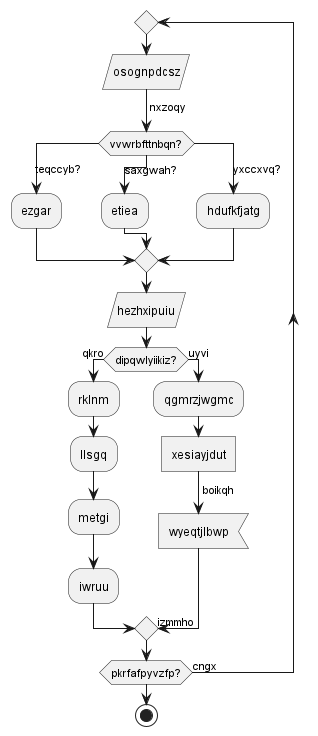 osognpdcsz
nxzoqy
vvwrbfttnbqn?
teqccyb?
saxgwah?
yxccxvq?
ezgar
etiea
hdufkfjatg
hezhxipuiu
dipqwlyiikiz?
qkro
uyvi
rklnm
qgmrzjwgmc
llsgq
xesiayjdut
boikqh
metgi
wyeqtjlbwp
iwruu
izmmho
pkrfafpyvzfp?
cngx